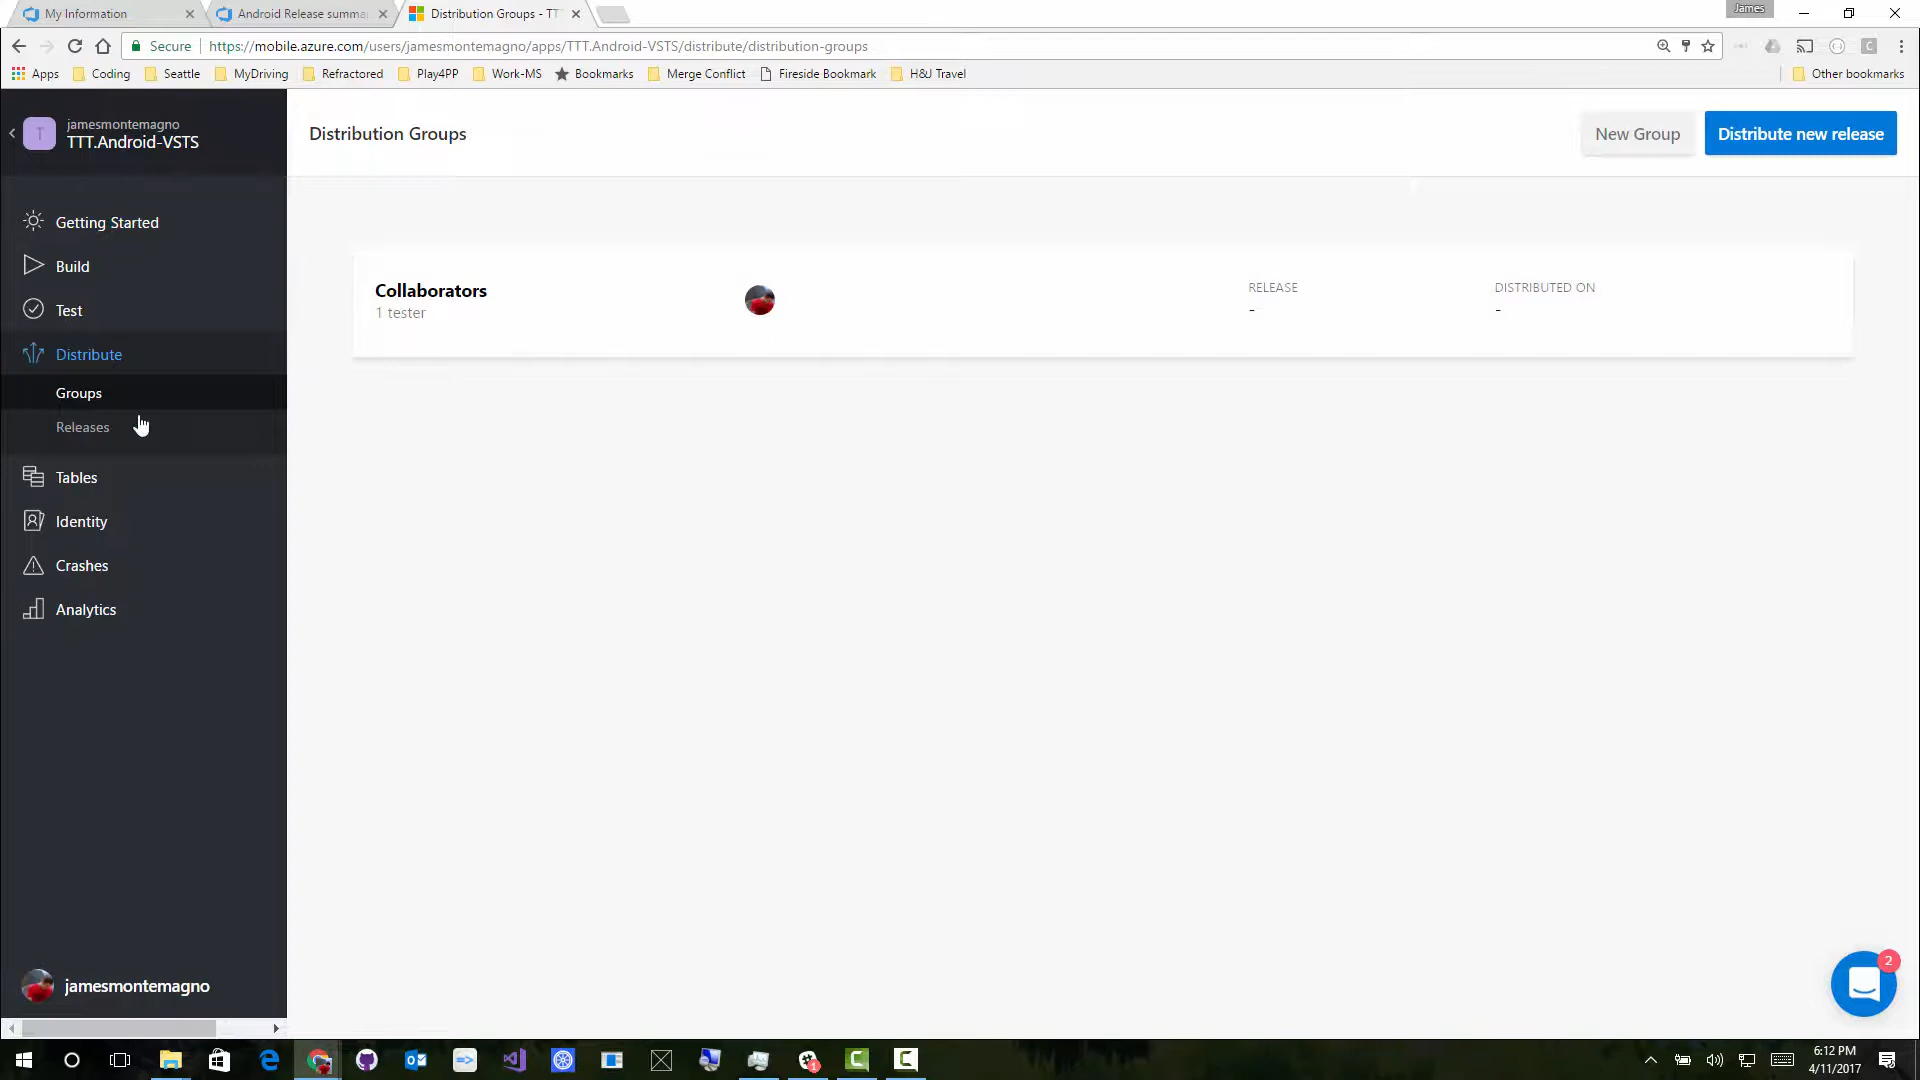 My Information
Android Release summa
Distribution Groups - TT
James
Secure
https://mobile.azure.com/users/jamesmontemagno/apps/TTT.Android-VSTS/distribute/distribution-groups
Apps
Coding
Seattle
MyDriving
Refractored
Play4PP
Work-MS
Bookmarks
Merge Conflict
Fireside Bookmark
H&J Travel
Other bookmarks
T
jamesmontemagno
TTT.Android-VSTS
Distribution Groups
New Group
Distribute new release
Getting Started
Build
Test
Distribute
Groups
Releases
Tables
Identity
Crashes
Analytics
Collaborators
1 tester
RELEASE
-
DISTRIBUTED ON
-
jamesmontemagno
2
6:12 PM
4/11/2017